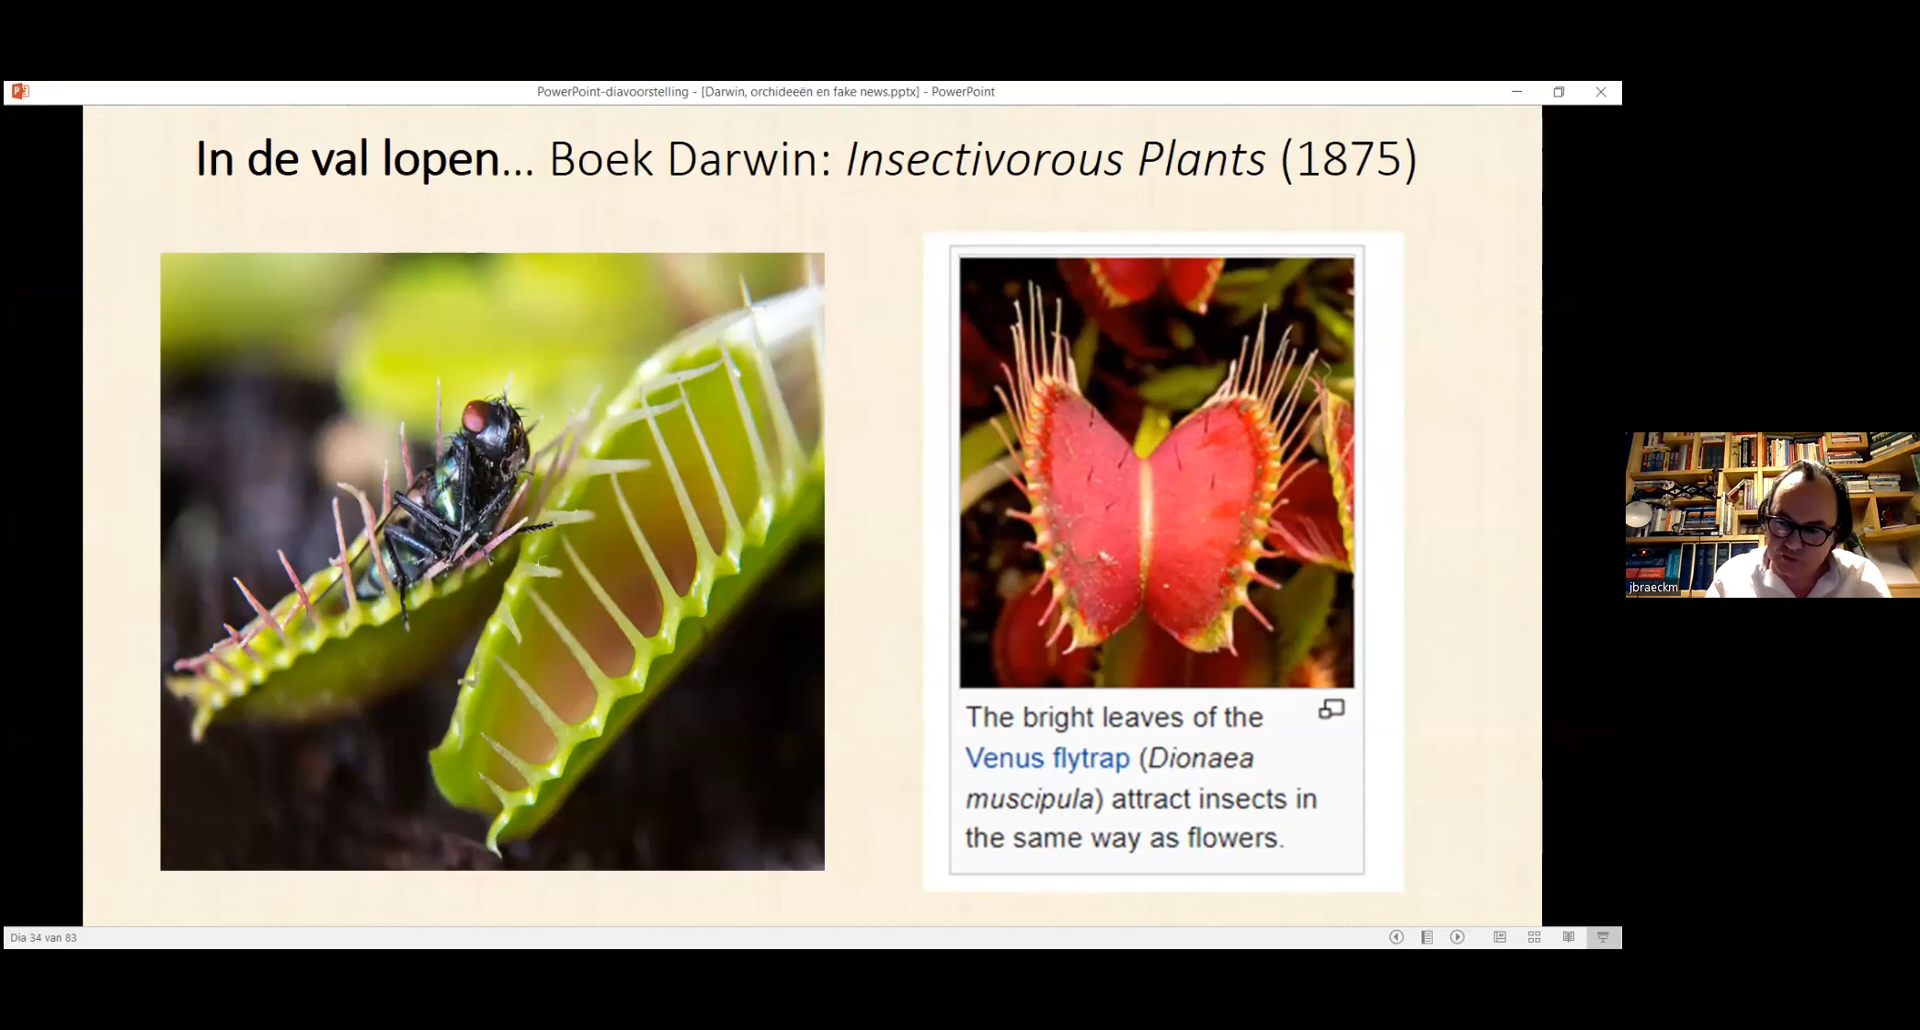 PowerPoint-diavoorstelling - [Darwin, orchideeën en fake news.pptx] - PowerPoint
In de val lopen... Boek Darwin: Insectivorous Plants (1875)
The bright leaves of the
Venus flytrap (Dionaea
muscipula) attract insects in
the same way as flowers.
jbraeckm
Dia 34 van 83